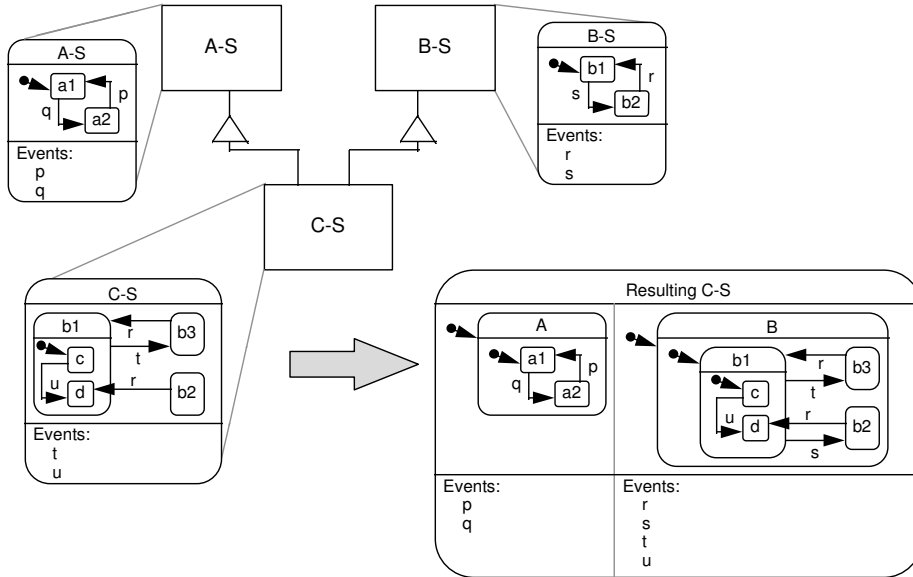 A-S
B-S
A-S
a1
q
p
a2
Events:
p
q
B-S
b1
r
s
b2
Events:
r
s
C-S
C-S
b1
r
b3
c
t
u
r
d
b2
Events:
t
u
Resulting C-S
A
a1
q
p
a2
B
b1
r
b3
c
t
u
r
d
b2
s
Events:
p
q
Events:
r
s
t
u